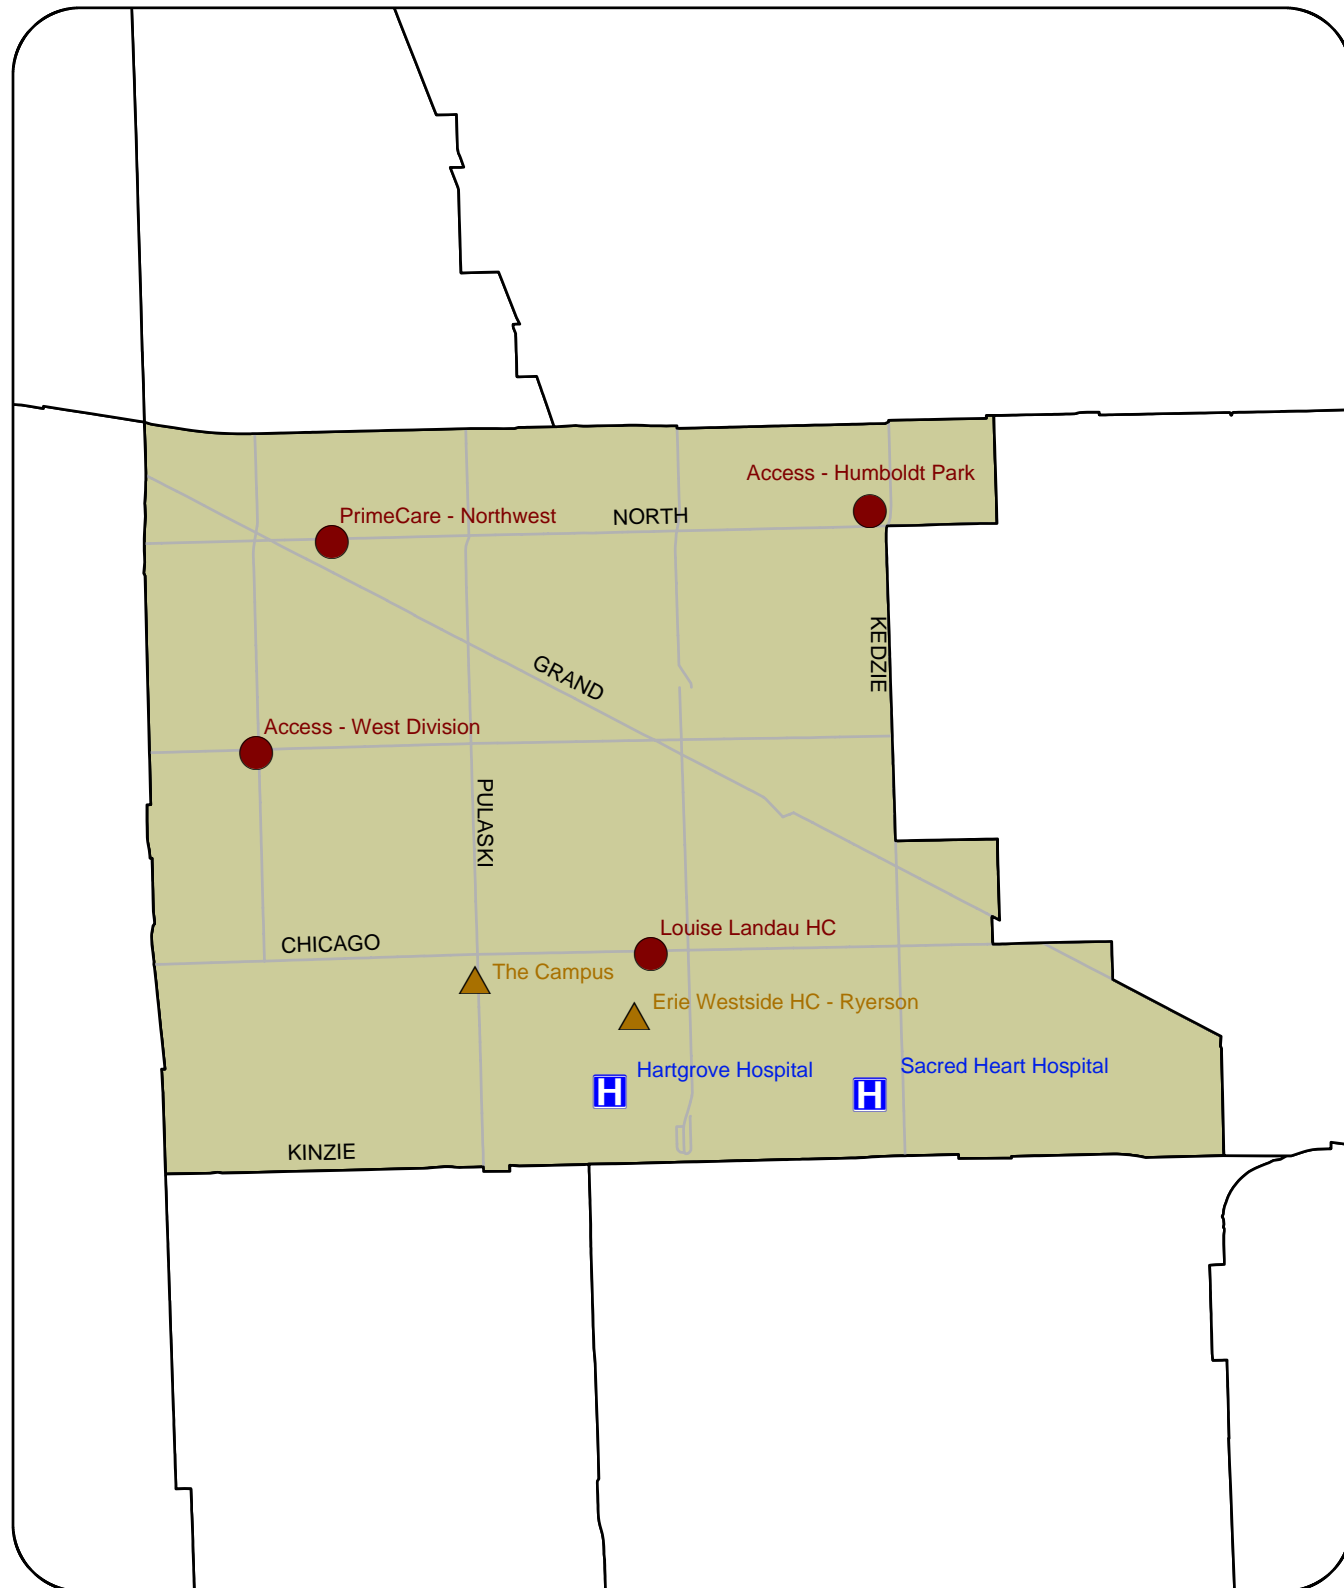 Access - Humboldt Park
PrimeCare - Northwest
NORTH
KEDZIE
GRAND
Access - West Division
PULASKI
Louise Landau HC
CHICAGO
The Campus
Erie Westside HC - Ryerson
H
Hartgrove Hospital
H
Sacred Heart Hospital
KINZIE